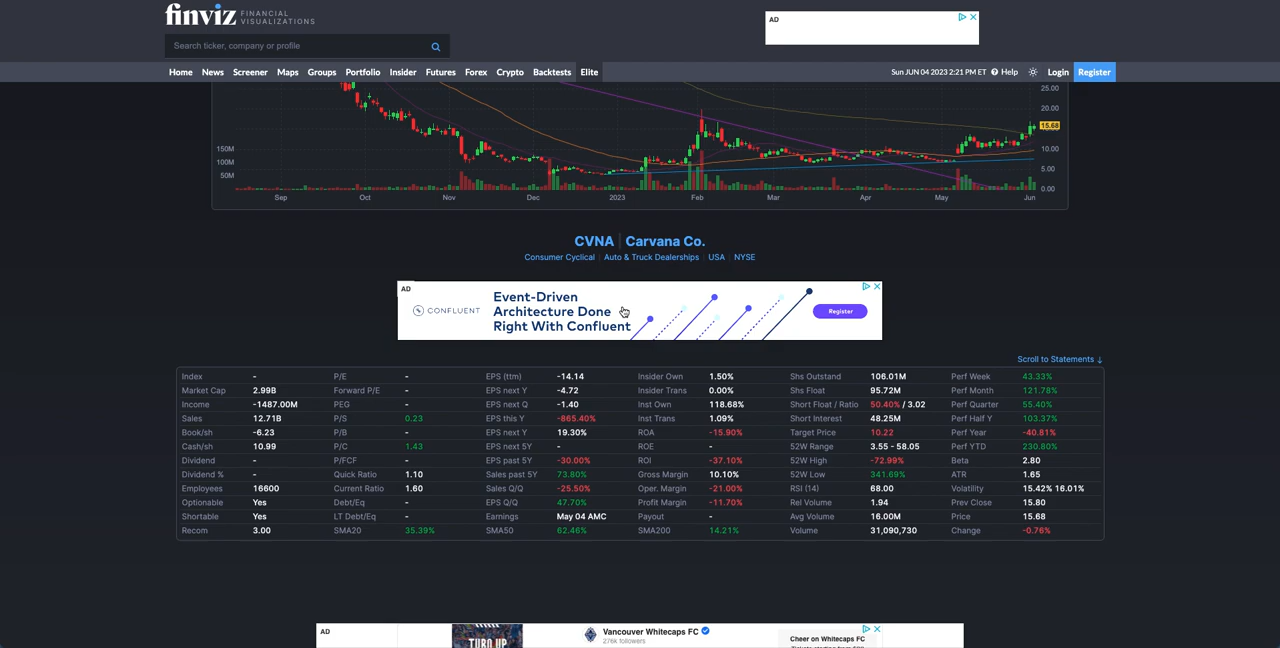 finviz FINANCIAL VISUALIZATIONS
AD
Search ticker, company or profile
Home News Screener Maps Groups Portfolio Insider Futures Forex Crypto Backtests Elite Sun JUN 04 2023 2:21 PM ET Help Login Register
25.00
20.00
15.68
150M 10.00
100M
50M 5.00
0.00
Sep Oct Nov Dec 2023 Feb Mar Apr May Jun
CVNA | Carvana Co.
Consumer Cyclical | Auto & Truck Dealerships | USA | NYSE
AD
CONFLUENT
Event-Driven
Architecture Done
Right With Confluent
Register
Scroll to Statements ↓
Index - P/E - EPS (ttm) -14.14 Insider Own 1.50% Shs Outstand 106.01M Perf Week 43.33%
Market Cap 2.99B Forward P/E - EPS next Y -4.72 Insider Trans 0.00% Shs Float 95.72M Perf Month 121.78%
Income -1487.00M PEG - EPS next Q -1.40 Inst Own 118.68% Short Float / Ratio 50.40% / 3.02 Perf Quarter 55.40%
Sales 12.71B P/S 0.23 EPS this Y -865.40% Inst Trans 1.09% Short Interest 48.25M Perf Half Y 103.37%
Book/sh -6.23 P/B - EPS next Y 19.30% ROA -15.90% Target Price 10.22 Perf Year -40.81%
Cash/sh 10.99 P/C 1.43 EPS next 5Y - ROE - 52W Range 3.55 - 58.05 Perf YTD 230.80%
Dividend - P/FCF - EPS past 5Y -30.00% ROI -37.10% 52W High -72.99% Beta 2.80
Dividend % - Quick Ratio 1.10 Sales past 5Y 73.80% Gross Margin 10.10% 52W Low 341.69% ATR 1.65
Employees 16600 Current Ratio 1.60 Sales Q/Q -25.50% Oper. Margin -21.00% RSI (14) 68.00 Volatility 15.42% 16.01%
Optionable Yes Debt/Eq - EPS Q/Q 47.70% Profit Margin -11.70% Rel Volume 1.94 Prev Close 15.80
Shortable Yes LT Debt/Eq - Earnings May 04 AMC Payout - Avg Volume 16.00M Price 15.68
Recom 3.00 SMA20 35.39% SMA50 62.46% SMA200 14.21% Volume 31,090,730 Change -0.76%
AD
TURN UP
Vancouver Whitecaps FC
276k followers
Cheer on Whitecaps FC